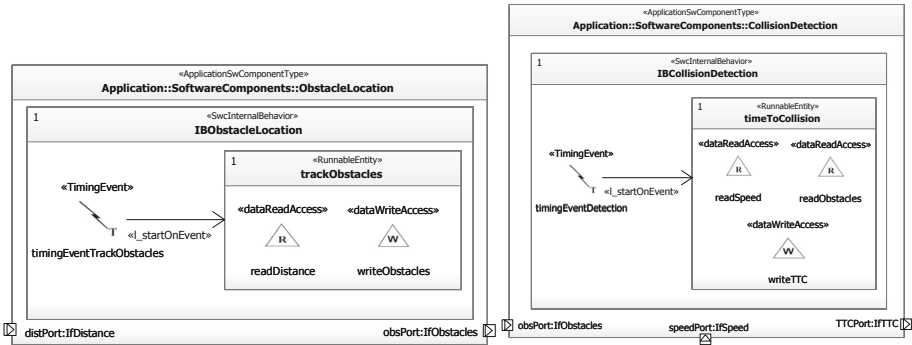 «ApplicationSwComponentType»
Application::SoftwareComponents::ObstacleLocation
1
«SwcInternalBehavior»
IBObstacleLocation
1
«RunnableEntity»
trackObstacles
«TimingEvent»
T
«I_startOnEvent»
timingEventTrackObstacles
«dataReadAccess» «dataWriteAccess»
R W
readDistance writeObstacles
distPort:IfDistance obsPort:IfObstacles
«ApplicationSwComponentType»
Application::SoftwareComponents::CollisionDetection
1
«SwcInternalBehavior»
IBCollisionDetection
1
«RunnableEntity»
timeToCollision
«TimingEvent»
T
«I_startOnEvent»
timingEventDetection
«dataReadAccess» «dataReadAccess»
R R
readSpeed readObstacles
«dataWriteAccess»
W
writeTTC
obsPort:IfObstacles speedPort:IfSpeed TTCPort:IfTTC